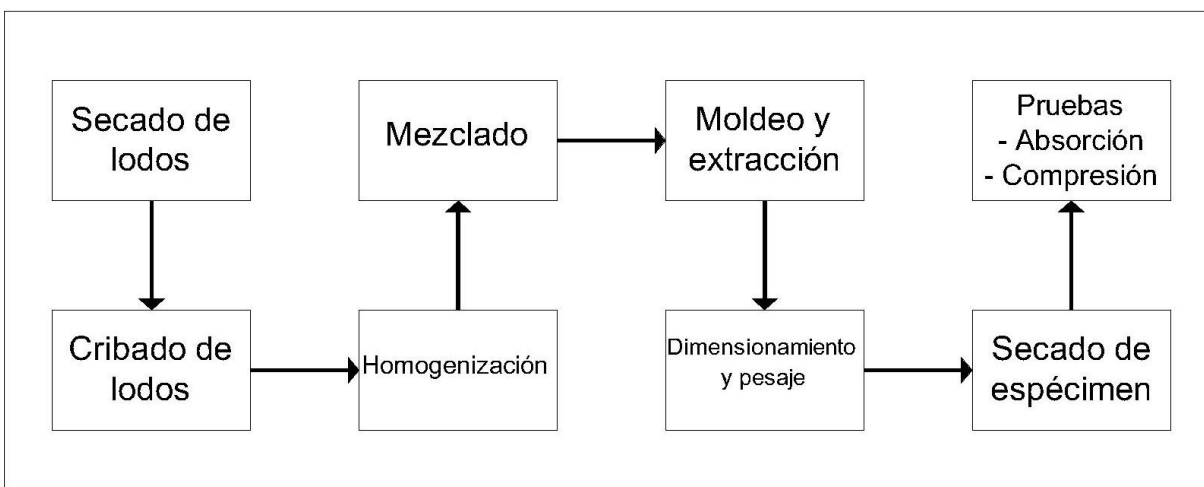 Secado de
lodos
Cribado de
lodos
Homogenización
Mezclado
Moldeo y
extracción
Dimensionamiento
y pesaje
Secado de
espécimen
Pruebas
- Absorción
- Compresión